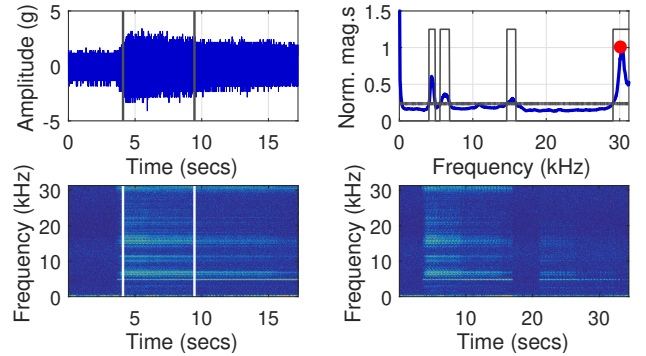 Amplitude (g)
5
0
-5
0 5 10 15
Time (secs)
Norm. mag.s
1.5
1
0.5
0
0 10 20 30
Frequency (kHz)
Frequency (kHz)
30
20
10
0
5 10 15
Time (secs)
Frequency (kHz)
30
20
10
0
10 20 30
Time (secs)